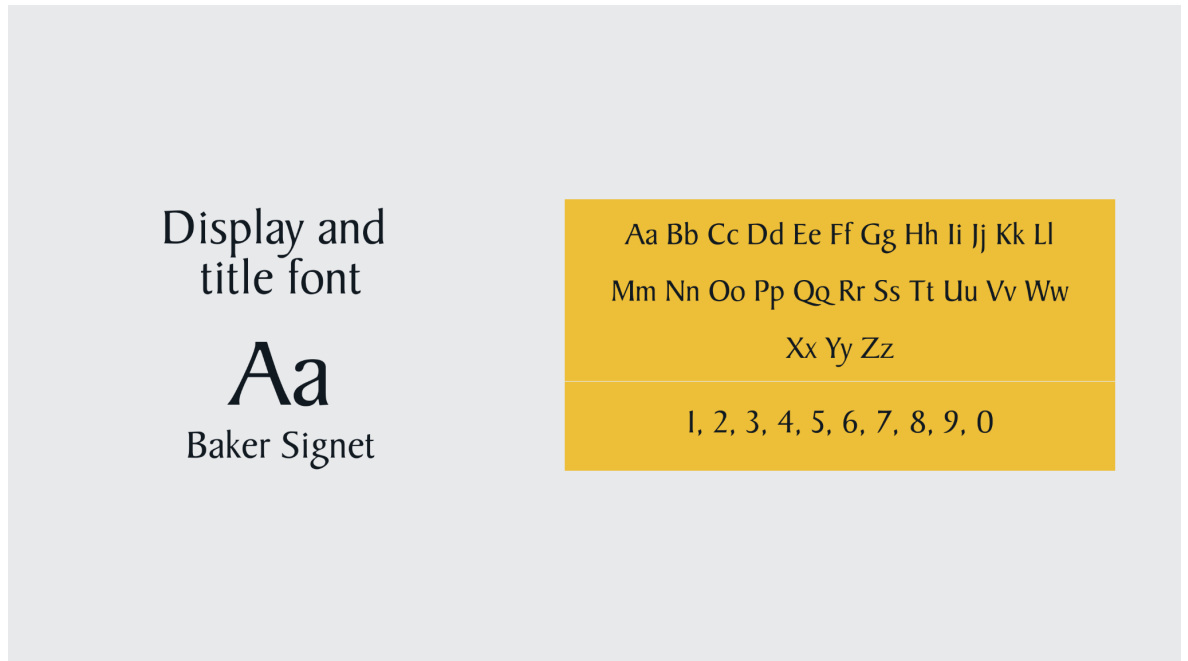 Display and
title font
Aa
Baker Signet
Aa Bb Cc Dd Ee Ff Gg Hh Ii Jj Kk Ll
Mm Nn Oo Pp Qq Rr Ss Tt Uu Vv Ww
Xx Yy Zz
1, 2, 3, 4, 5, 6, 7, 8, 9, 0